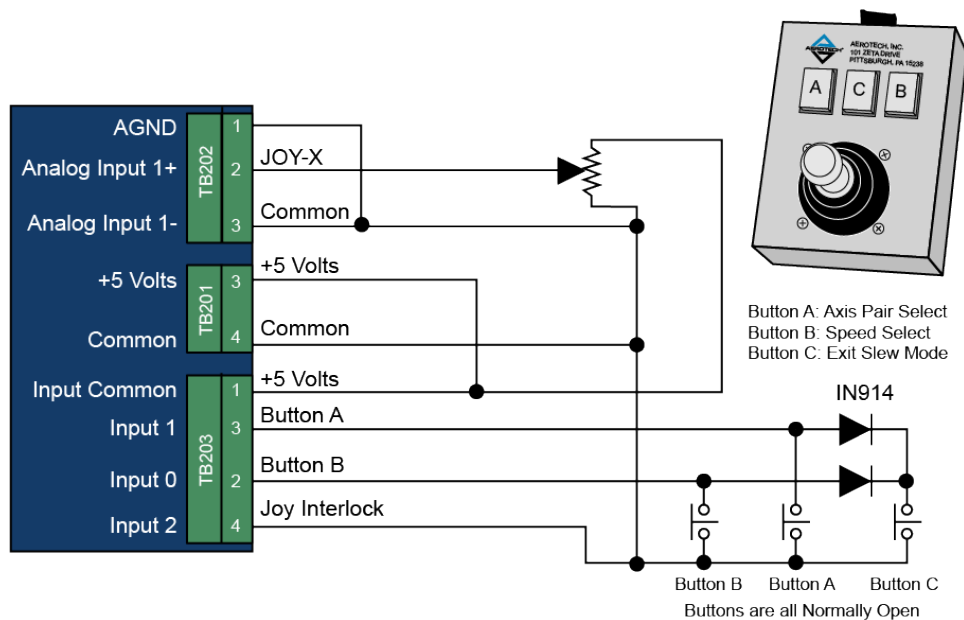 AEROTECH
AEROTECH, INC.
101 ZETA DRIVE
PITTSBURGH, PA 15238
A
C
B
AGND
TB202
1
Analog Input 1+
2
JOY-X
Analog Input 1-
3
Common
+5 Volts
TB201
3
+5 Volts
Common
4
Common
Button A: Axis Pair Select
Button B: Speed Select
Button C: Exit Slew Mode
Input Common
TB203
1
+5 Volts
IN914
Input 1
3
Button A
Input 0
2
Button B
Input 2
4
Joy Interlock
Button B
Button A
Button C
Buttons are all Normally Open